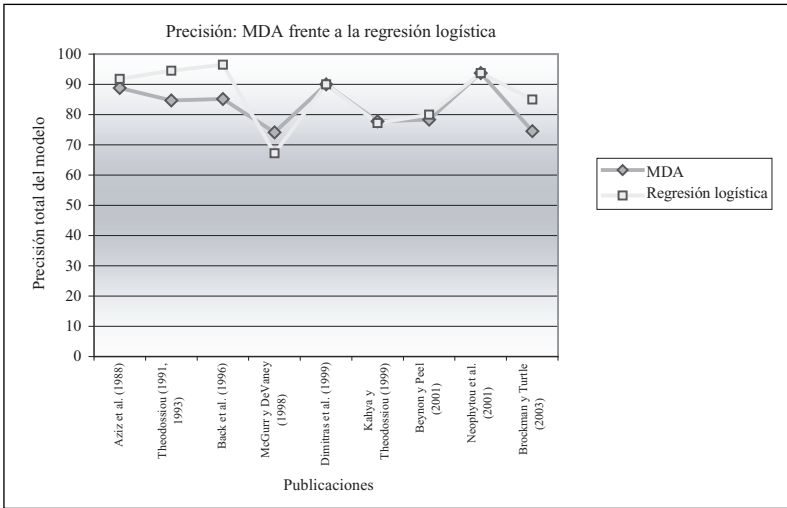 Precisión: MDA frente a la regresión logística
Precisión total del modelo
100
90
80
70
60
50
40
30
20
10
0
Aziz et al. (1988)
Theodossiou (1991,
1993)
Back et al. (1996)
McGurr y DeVaney
(1998)
Dimitras et al. (1999)
Kahya y
Theodossiou (1999)
Beynon y Peel
(2001)
Neophytou et al.
(2001)
Brockman y Turtle
(2003)
Publicaciones
MDA
Regresión logística